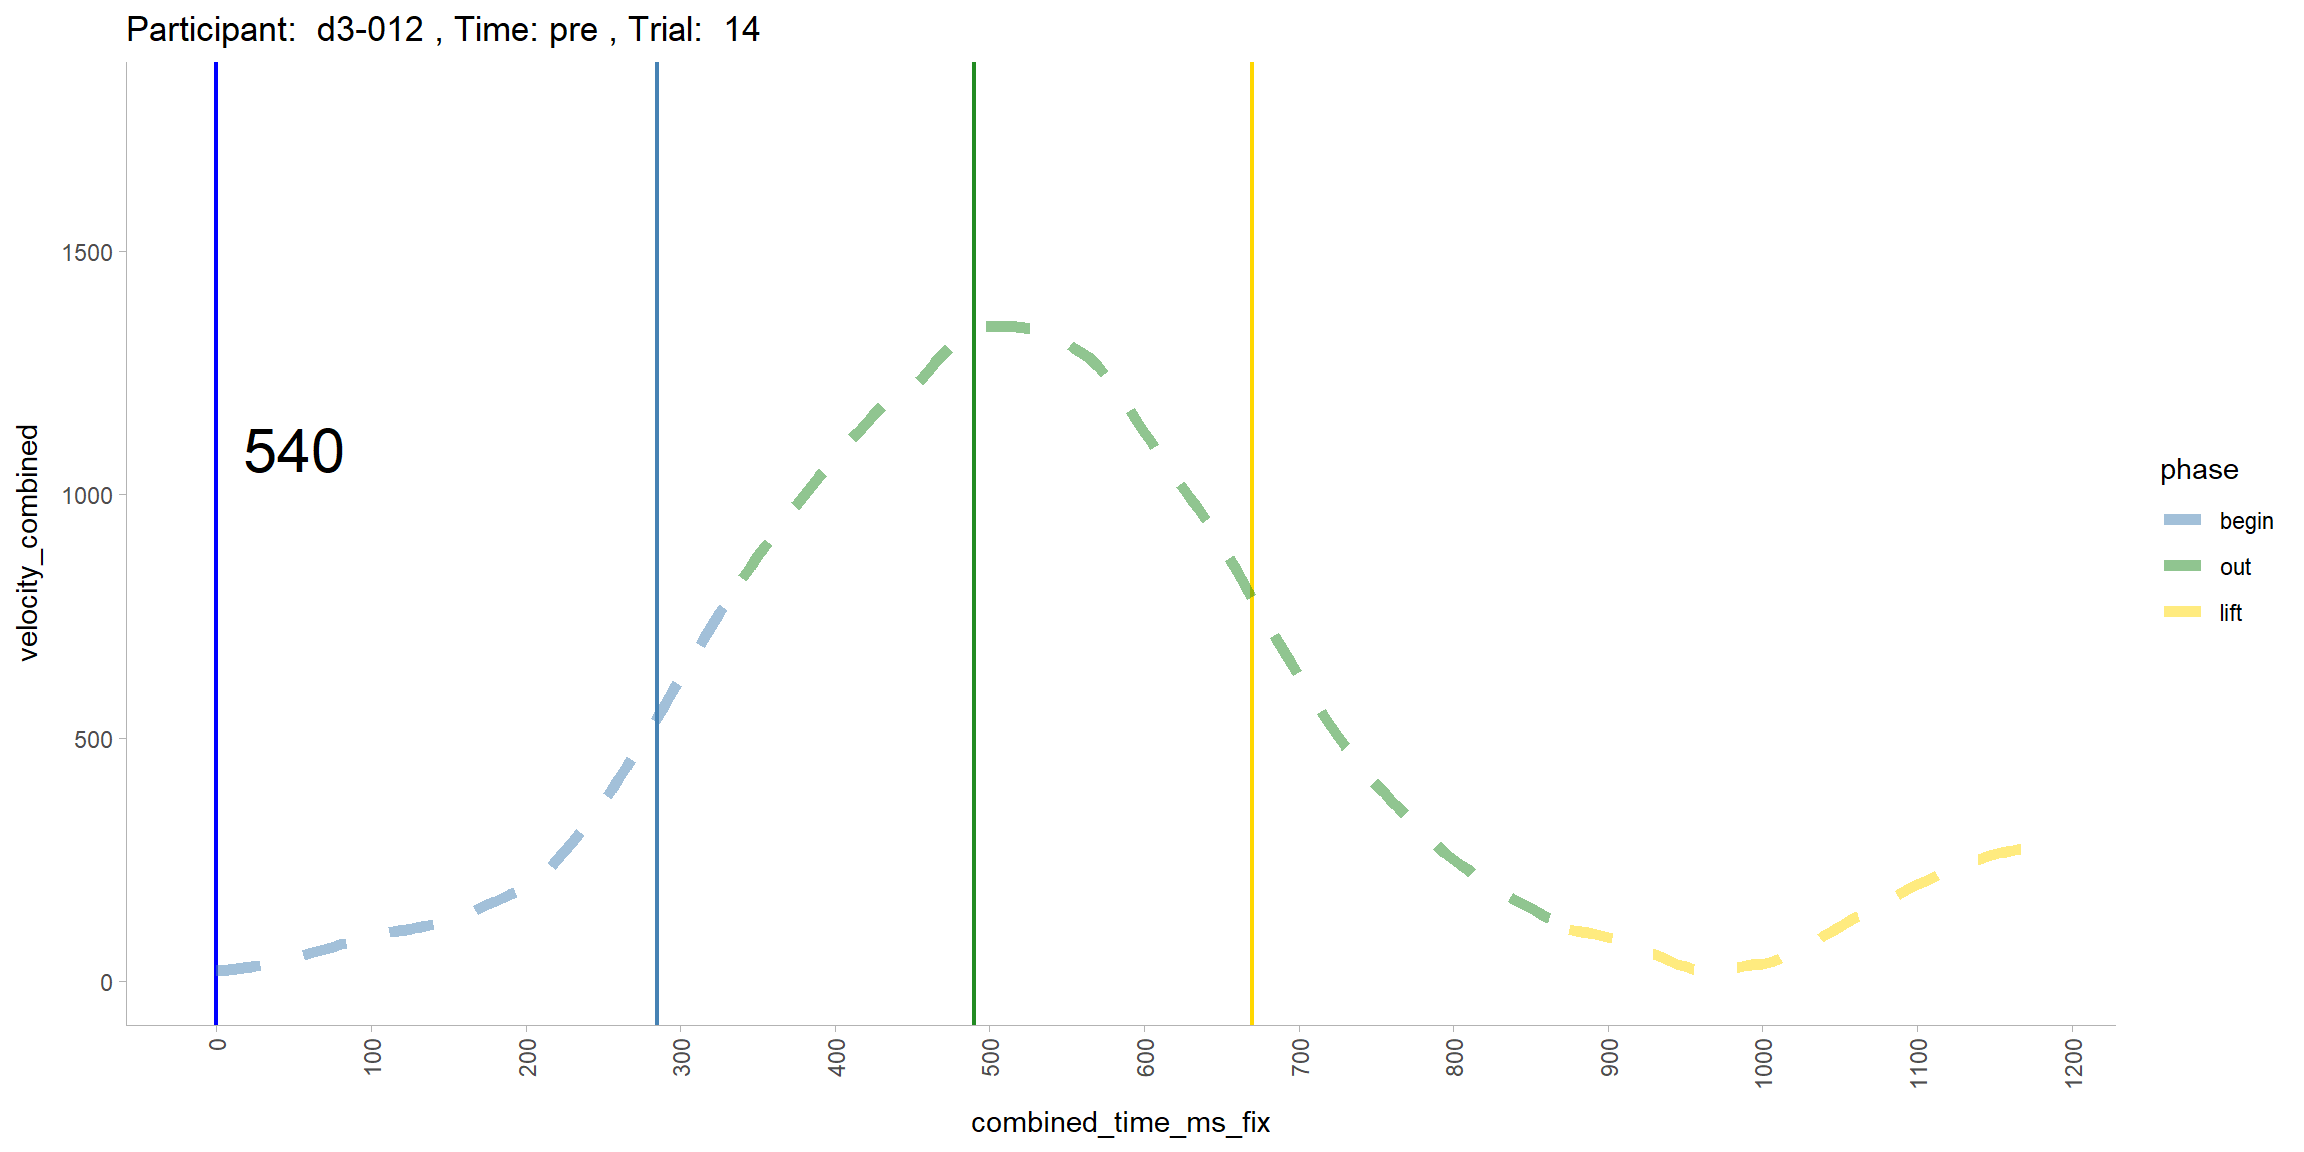 Participant:  d3-012 , Time: pre , Trial:  14
1500
1000
500
0
540
velocity_combined
0
100
200
300
400
500
600
700
800
900
1000
1100
1200
combined_time_ms_fix
phase
begin
out
lift